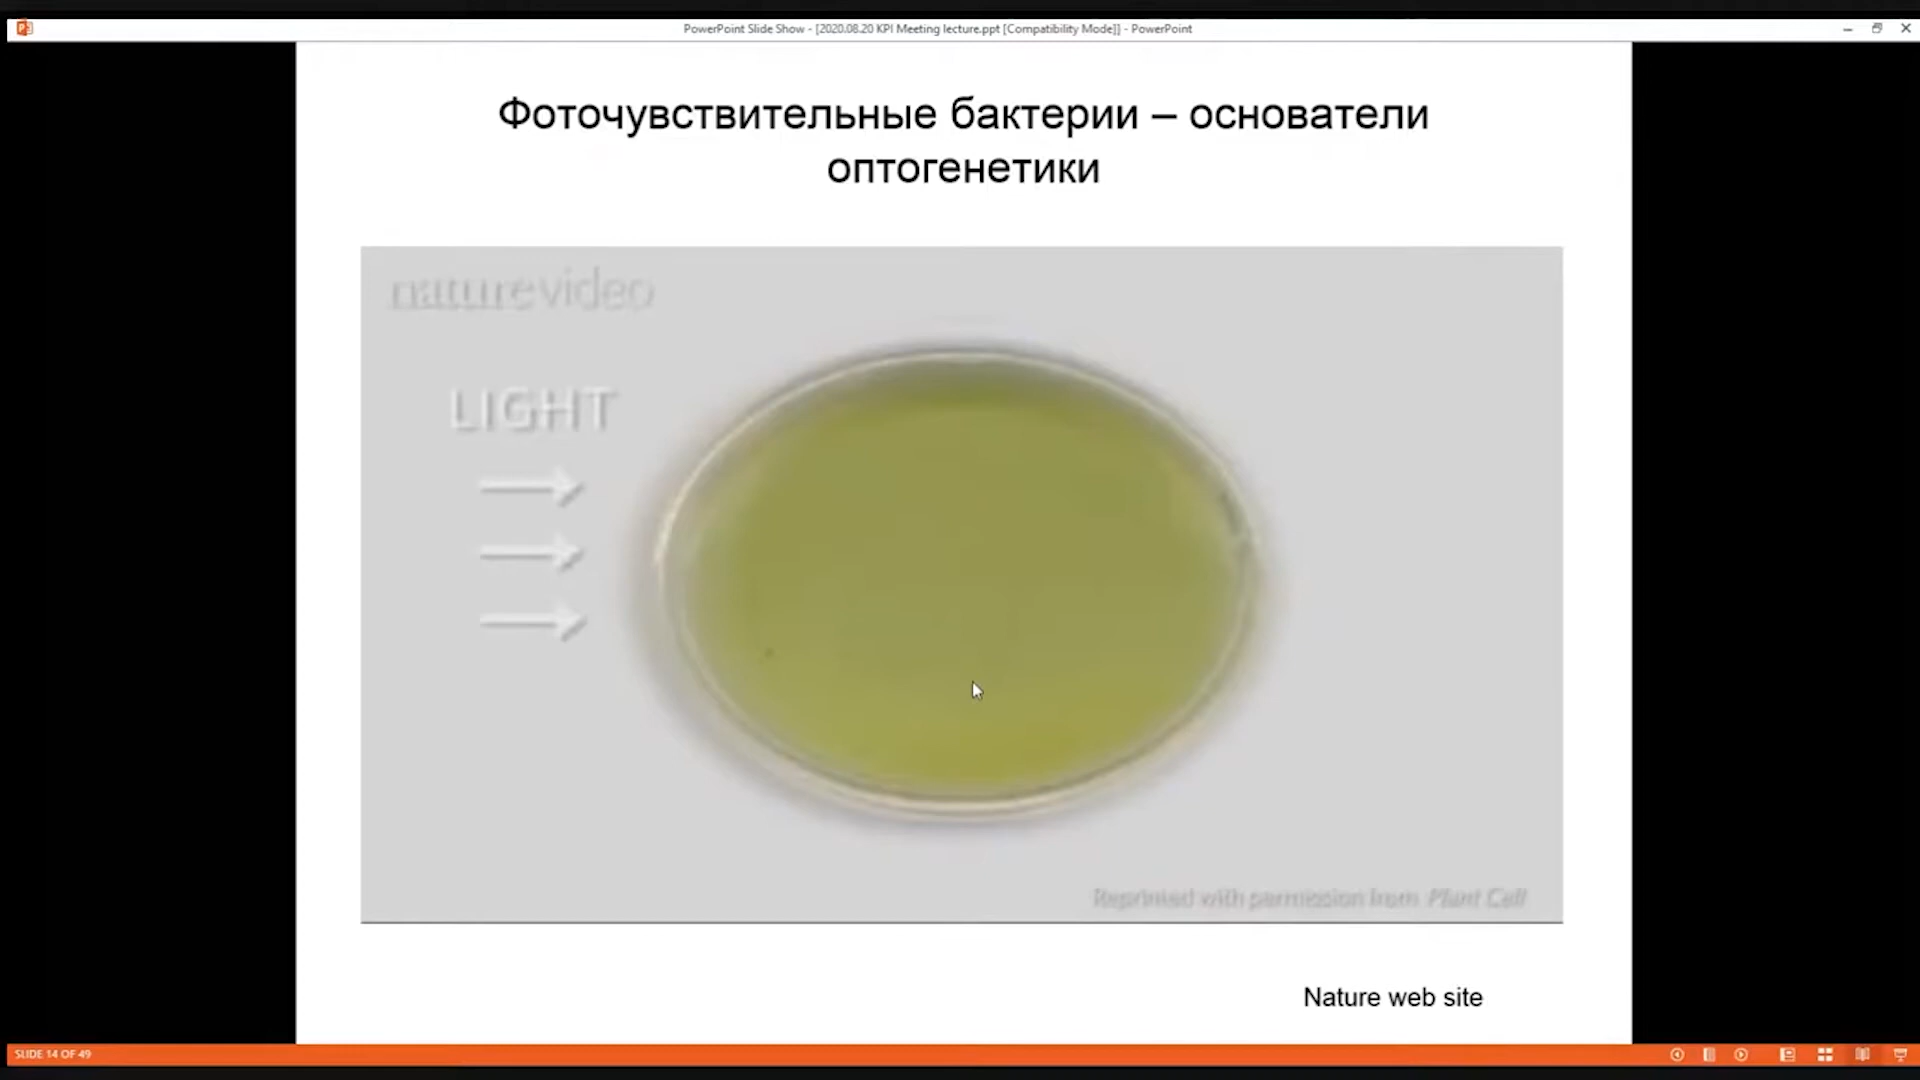 PowerPoint Slide Show - [2020.08.20 KPI Meeting lecture.ppt [Compatibility Mode]] - PowerPoint
Фоточувствительные бактерии – основатели
оптогенетики
naturevideo
LIGHT
Reprinted with permission from Plant Cell
Nature web site
SLIDE 14 OF 49